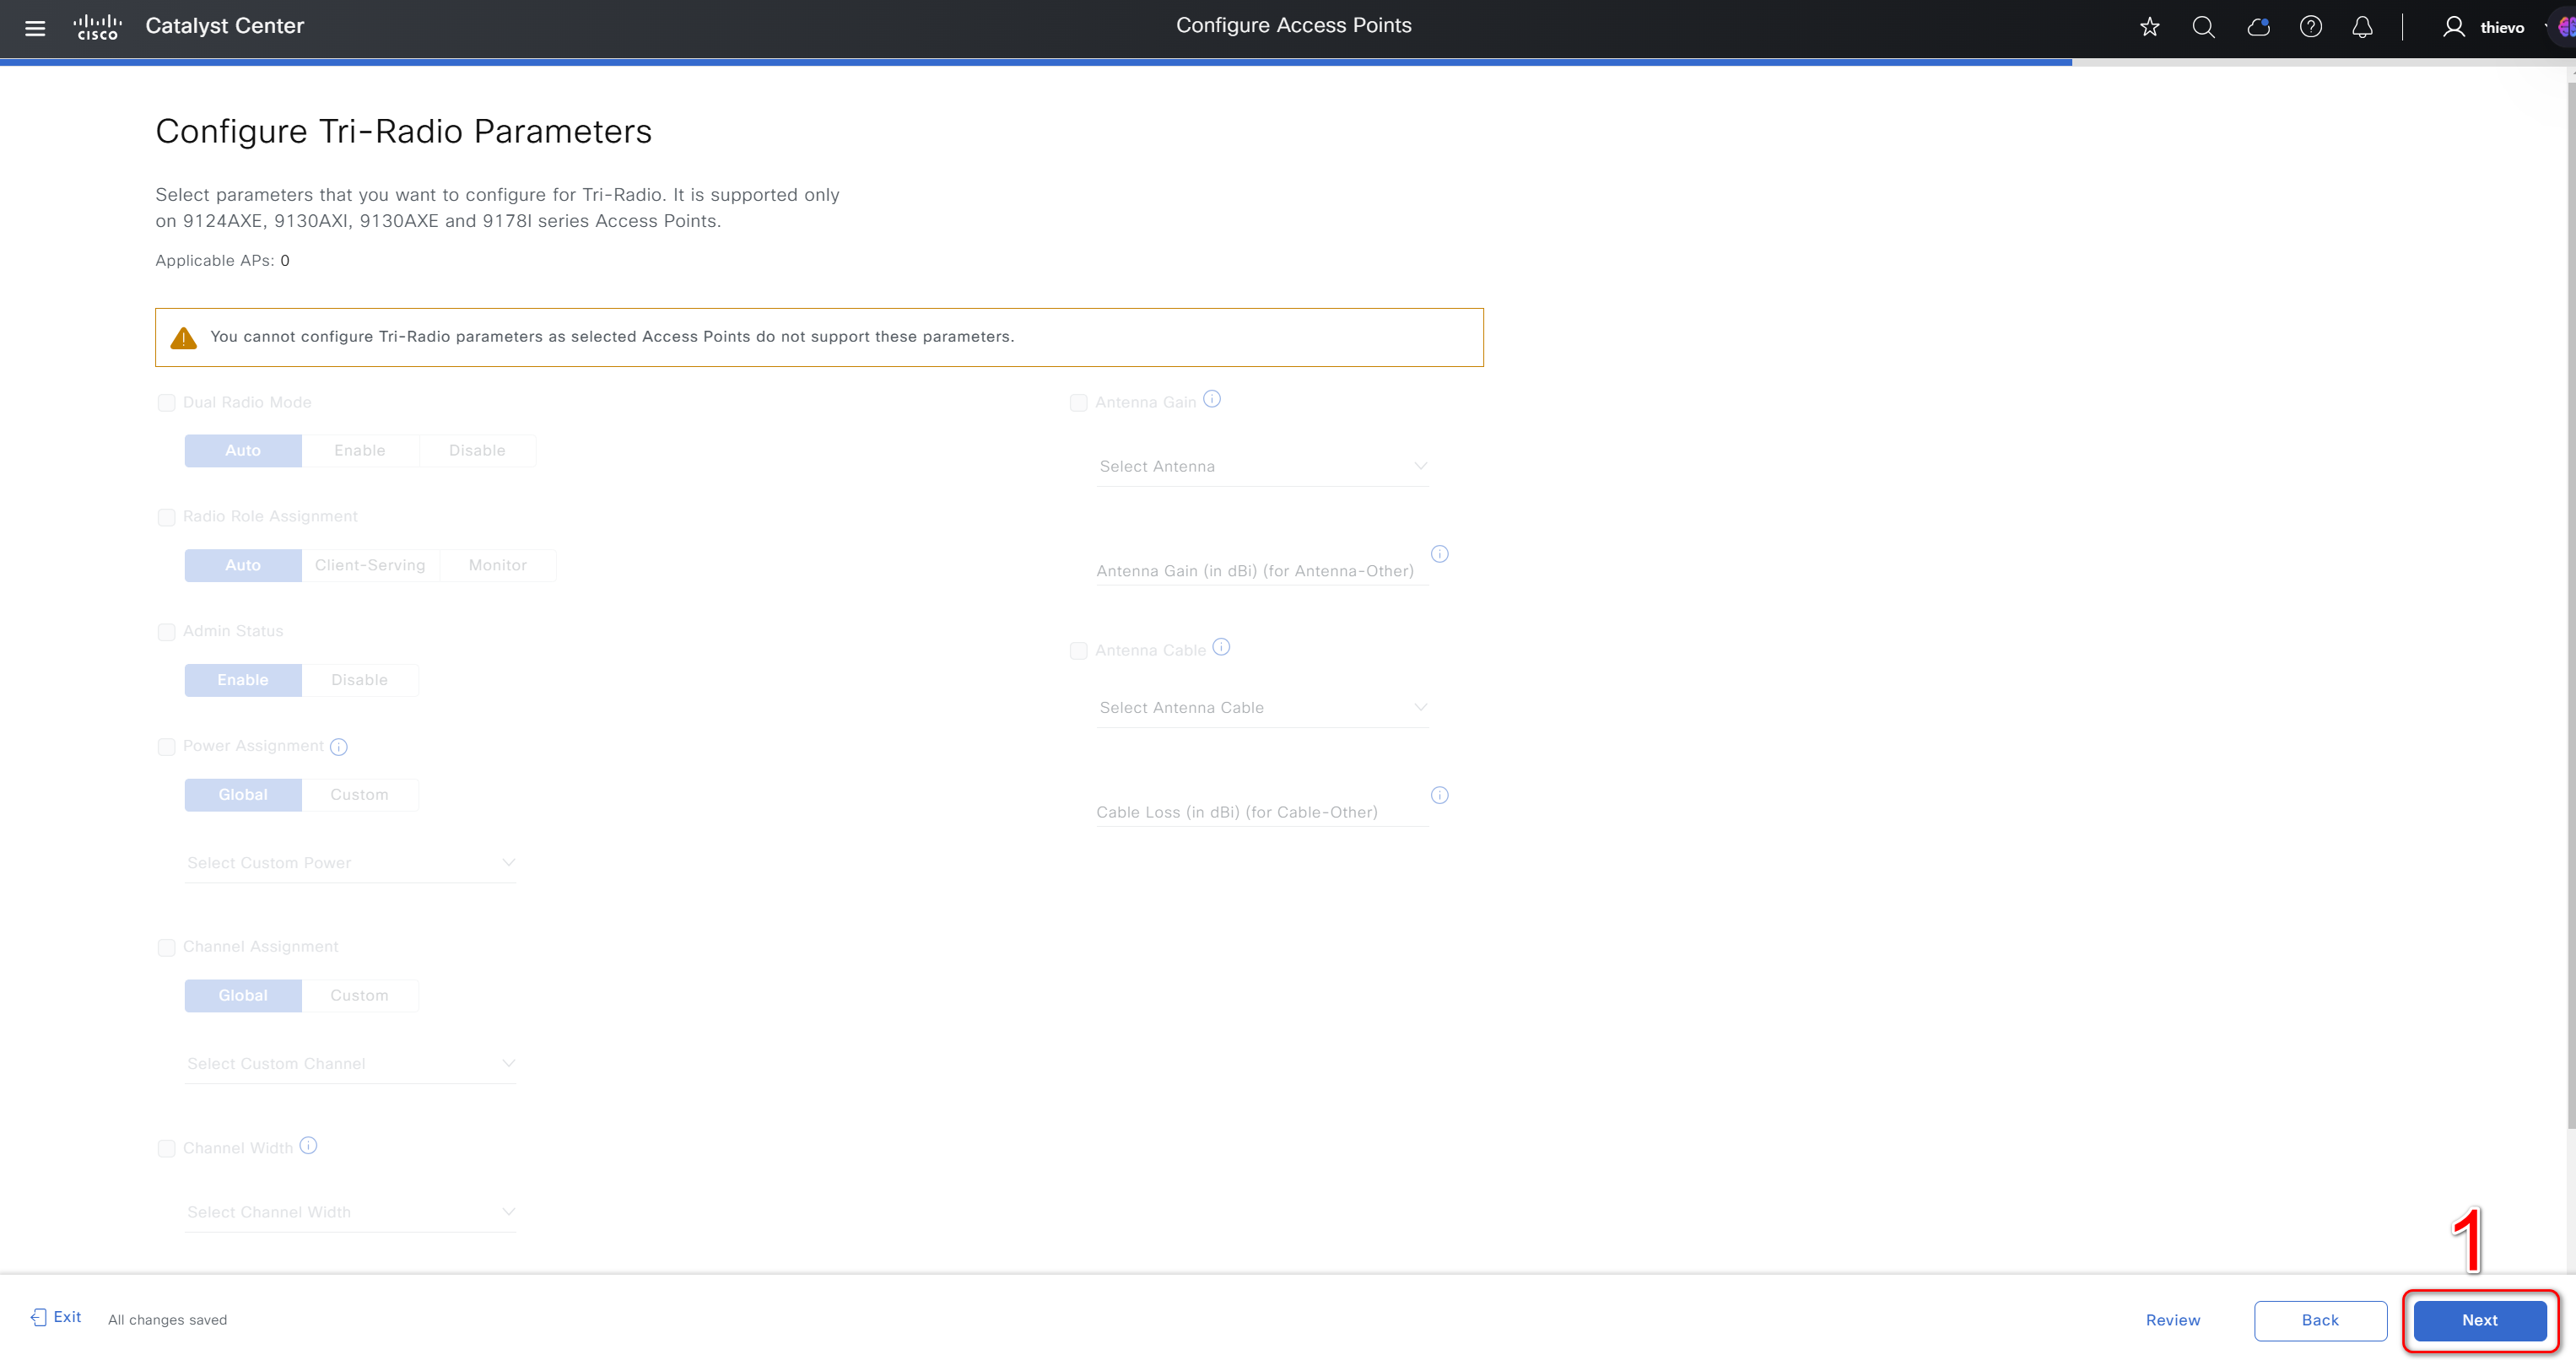 cisco
Catalyst Center
Configure Access Points
thievo
Configure Tri-Radio Parameters
Select parameters that you want to configure for Tri-Radio. It is supported only
on 9124AXE, 9130AXI, 9130AXE and 9178I series Access Points.
Applicable APs: 0
You cannot configure Tri-Radio parameters as selected Access Points do not support these parameters.
Dual Radio Mode
Auto Enable Disable
Radio Role Assignment
Auto Client-Serving Monitor
Admin Status
Enable Disable
Power Assignment
Global Custom
Select Custom Power
Channel Assignment
Global Custom
Select Custom Channel
Channel Width
Select Channel Width
Antenna Gain
Select Antenna
Antenna Gain (in dBi) (for Antenna-Other)
Antenna Cable
Select Antenna Cable
Cable Loss (in dBi) (for Cable-Other)
1
Exit
All changes saved
Review
Back
Next